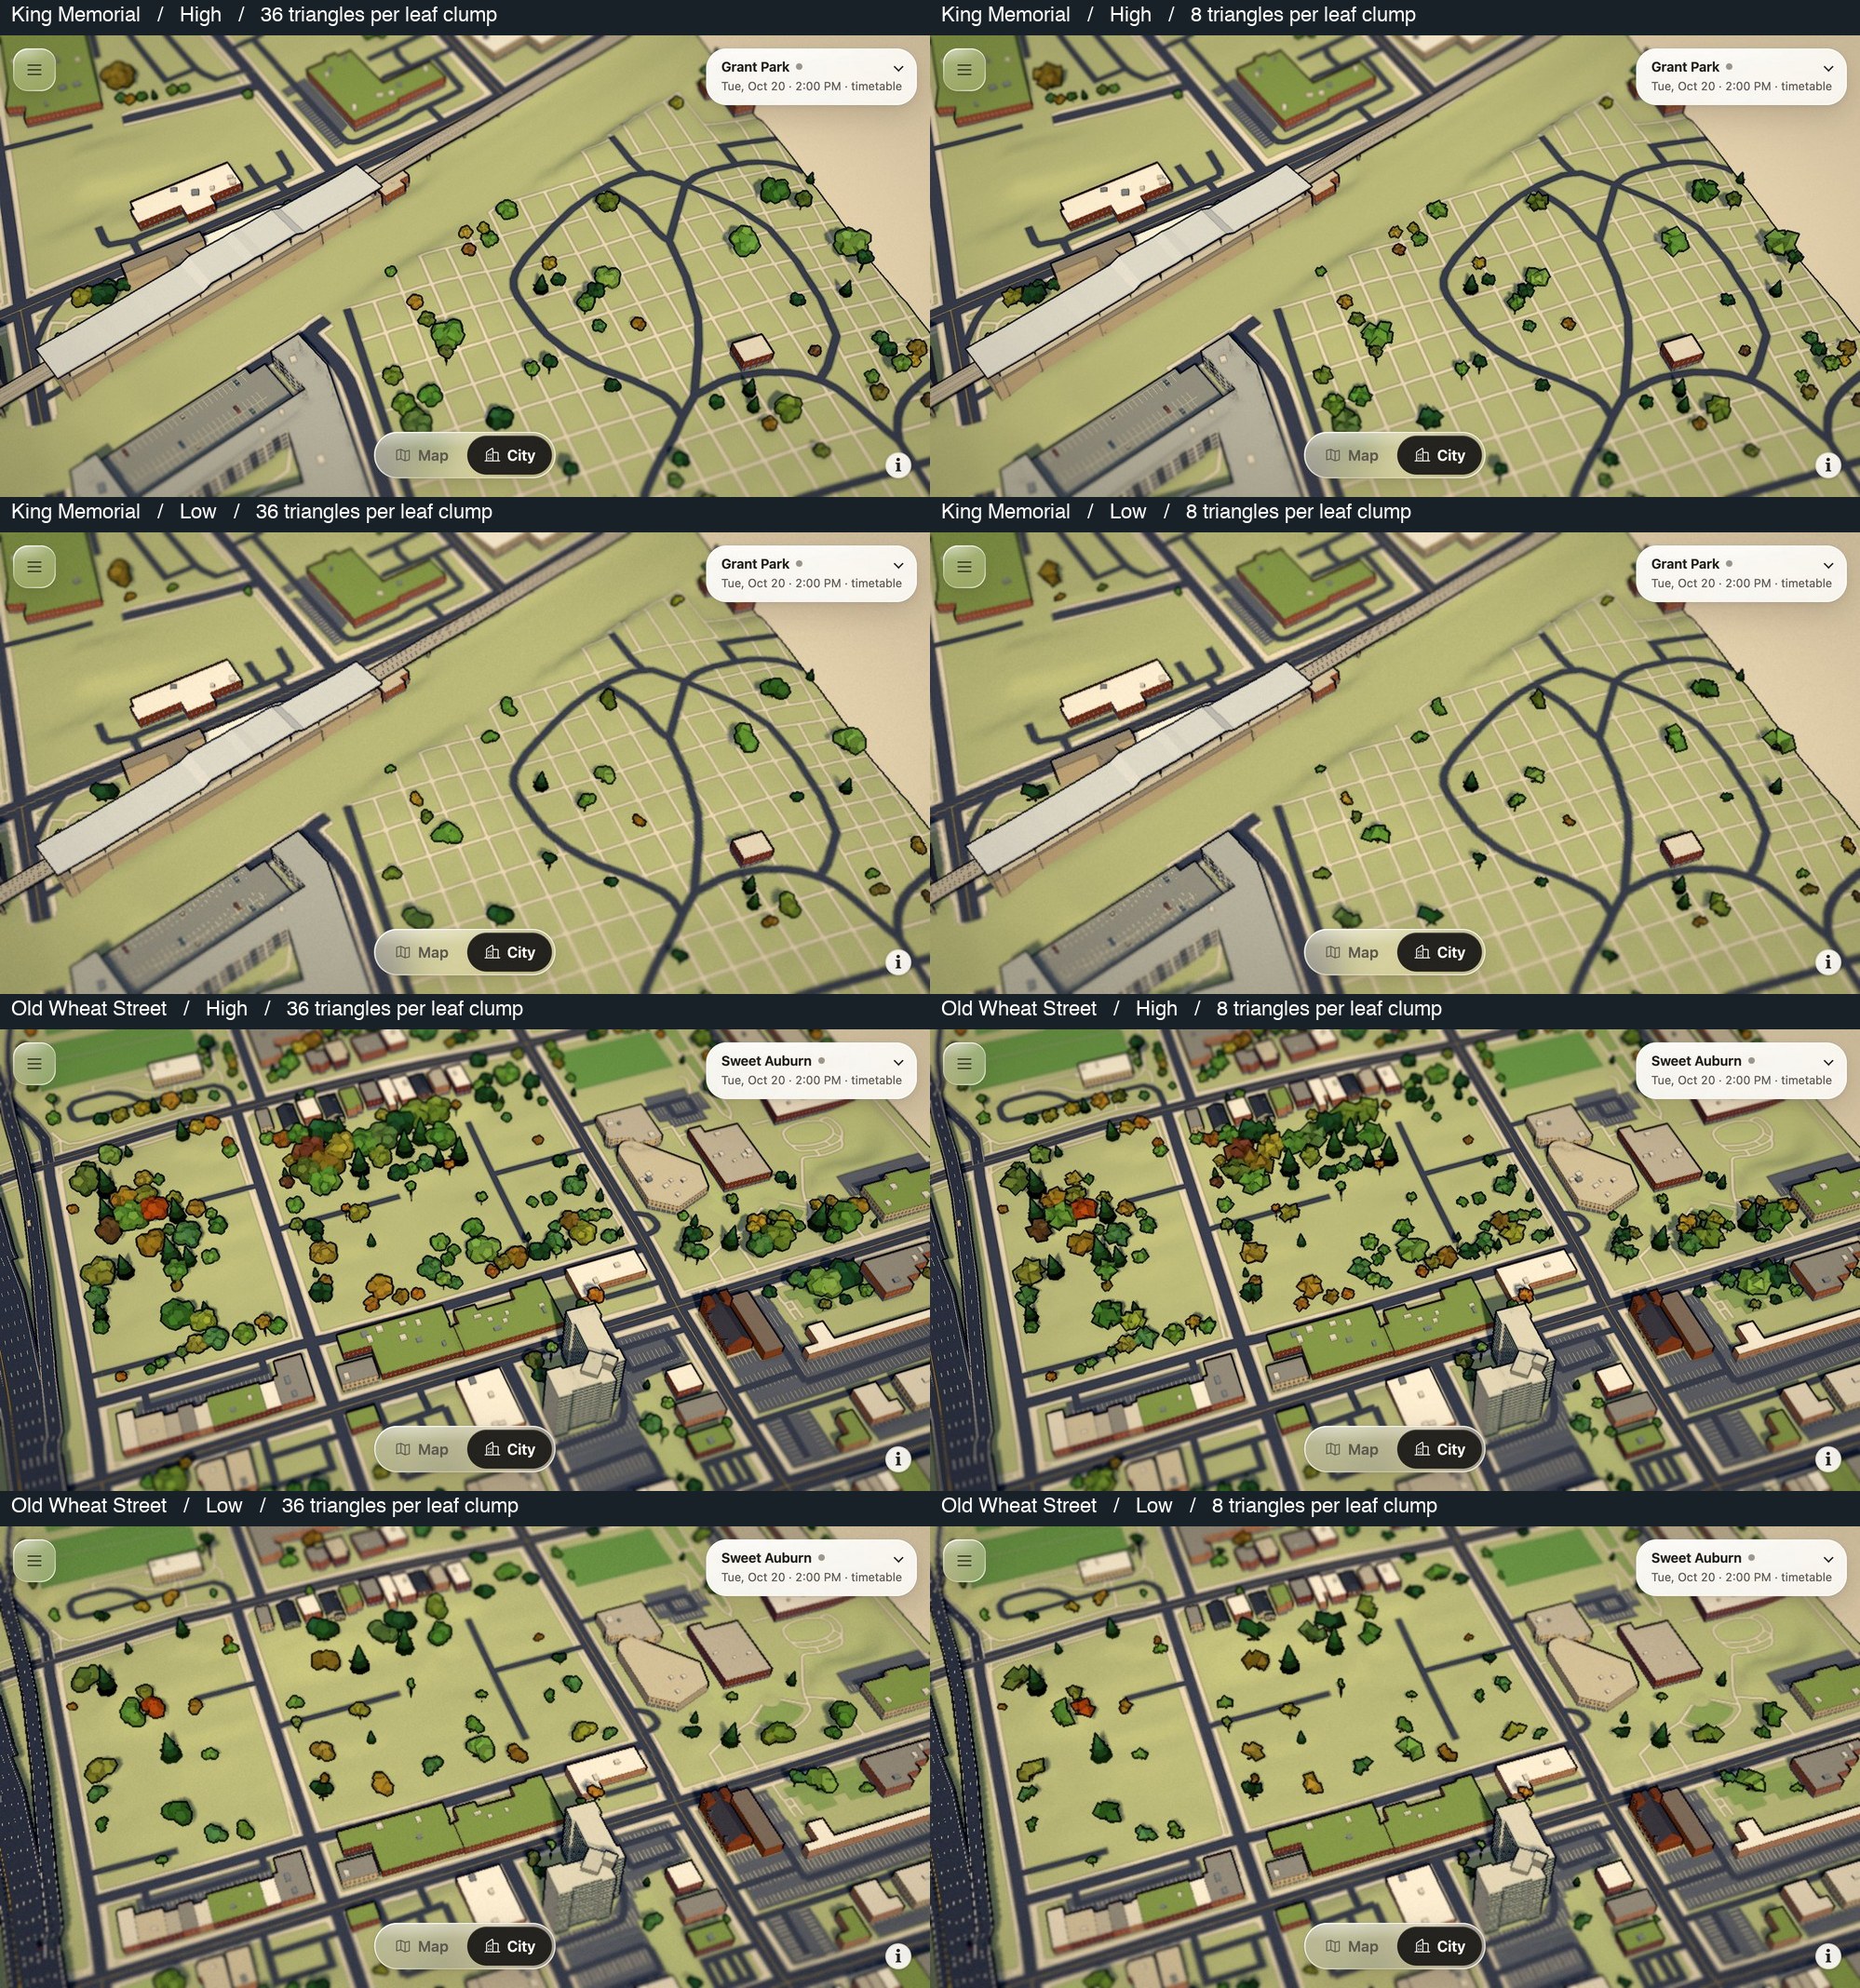 King Memorial / High / 36 triangles per leaf clump
Grant Park
Tue, Oct 20 · 2:00 PM · timetable
Map City
King Memorial / High / 8 triangles per leaf clump
Grant Park
Tue, Oct 20 · 2:00 PM · timetable
Map City
King Memorial / Low / 36 triangles per leaf clump
Grant Park
Tue, Oct 20 · 2:00 PM · timetable
Map City
King Memorial / Low / 8 triangles per leaf clump
Grant Park
Tue, Oct 20 · 2:00 PM · timetable
Map City
Old Wheat Street / High / 36 triangles per leaf clump
Sweet Auburn
Tue, Oct 20 · 2:00 PM · timetable
Map City
Old Wheat Street / High / 8 triangles per leaf clump
Sweet Auburn
Tue, Oct 20 · 2:00 PM · timetable
Map City
Old Wheat Street / Low / 36 triangles per leaf clump
Sweet Auburn
Tue, Oct 20 · 2:00 PM · timetable
Map City
Old Wheat Street / Low / 8 triangles per leaf clump
Sweet Auburn
Tue, Oct 20 · 2:00 PM · timetable
Map City